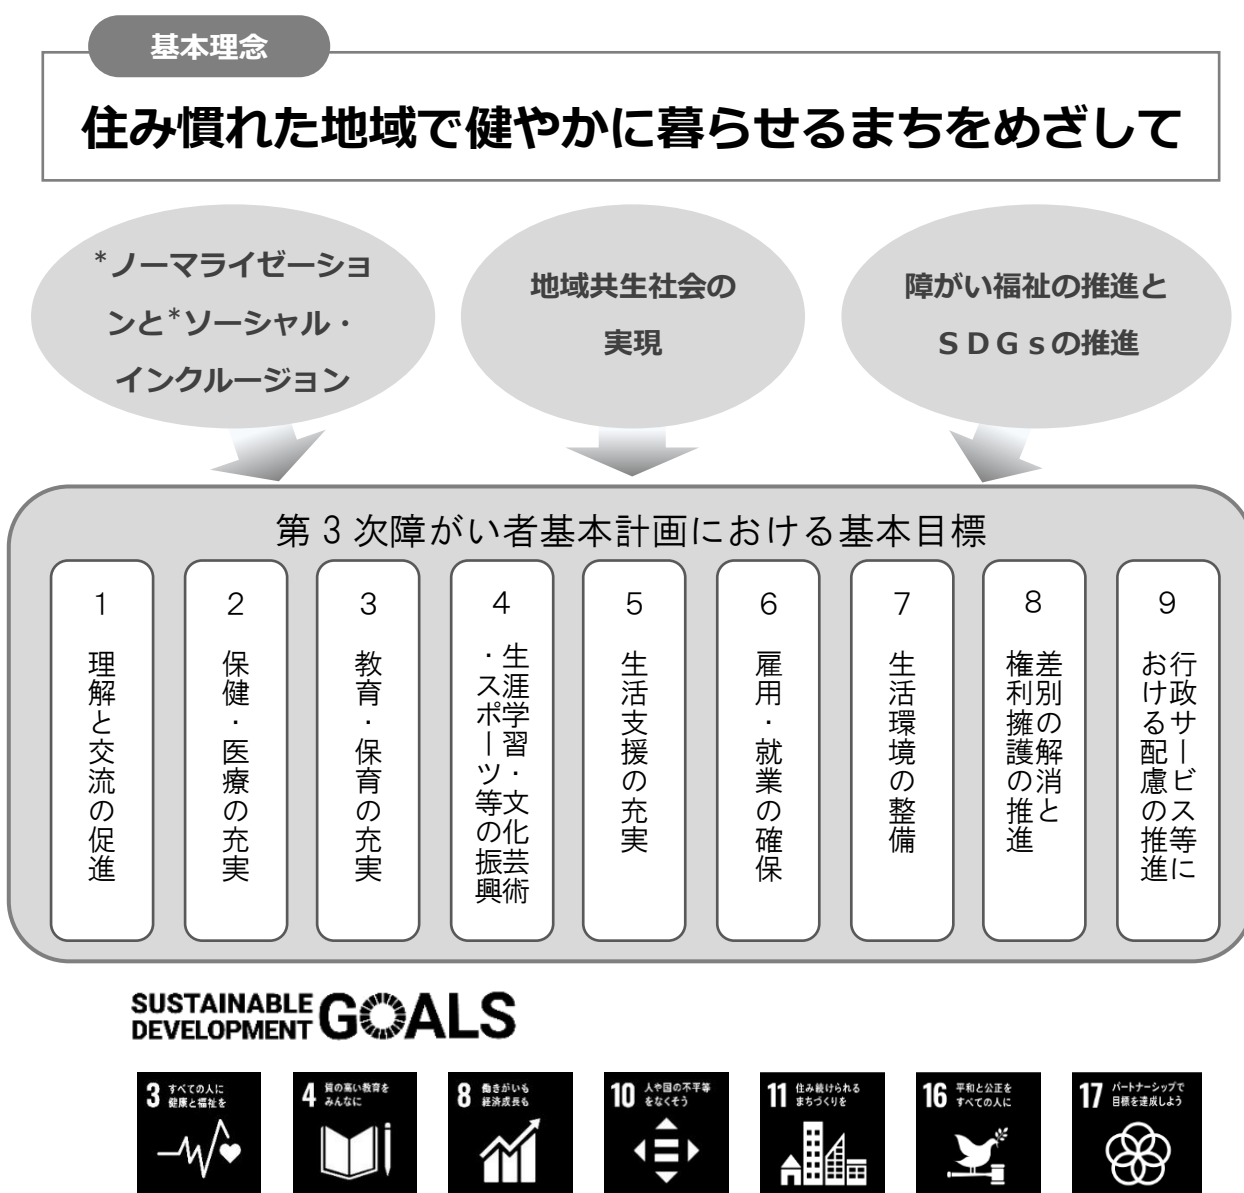 基本理念
住み慣れた地域で健やかに暮らせるまちをめざして
*ノーマライゼーショ
ンと*ソーシャル・
インクルージョン
地域共生社会の
実現
障がい福祉の推進と
ＳＤＧｓの推進
第３次障がい者基本計画における基本目標
1
理解と交流の促進
2
保健・医療の充実
3
教育・保育の充実
4
生涯学習・文化芸術
・スポーツ等の振興
5
生活支援の充実
6
雇用・就業の確保
7
生活環境の整備
8
差別の解消と
権利擁護の推進
9
行政サービス等に
おける配慮の推進
SUSTAINABLE
DEVELOPMENT
GOALS
3 すべての人に
健康と福祉を
4 質の高い教育を
みんなに
8 働きがいも
経済成長も
10 人や国の不平等
をなくそう
11 住み続けられる
まちづくりを
16 平和と公正を
すべての人に
17 パートナーシップで
目標を達成しよう